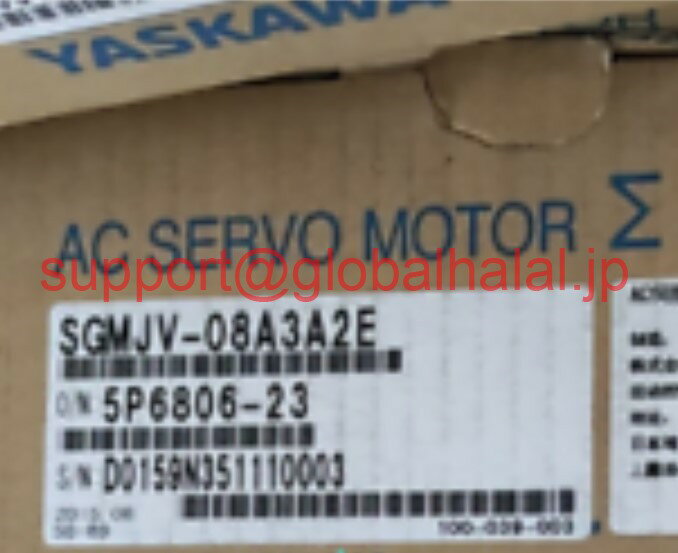 YASKAWA
AC SERVO MOTOR Σ
support@globalhalal.jp
SGMJV-08A3A2E
O/N 5P6806-23
S/N D0159N351110003
100-039-003